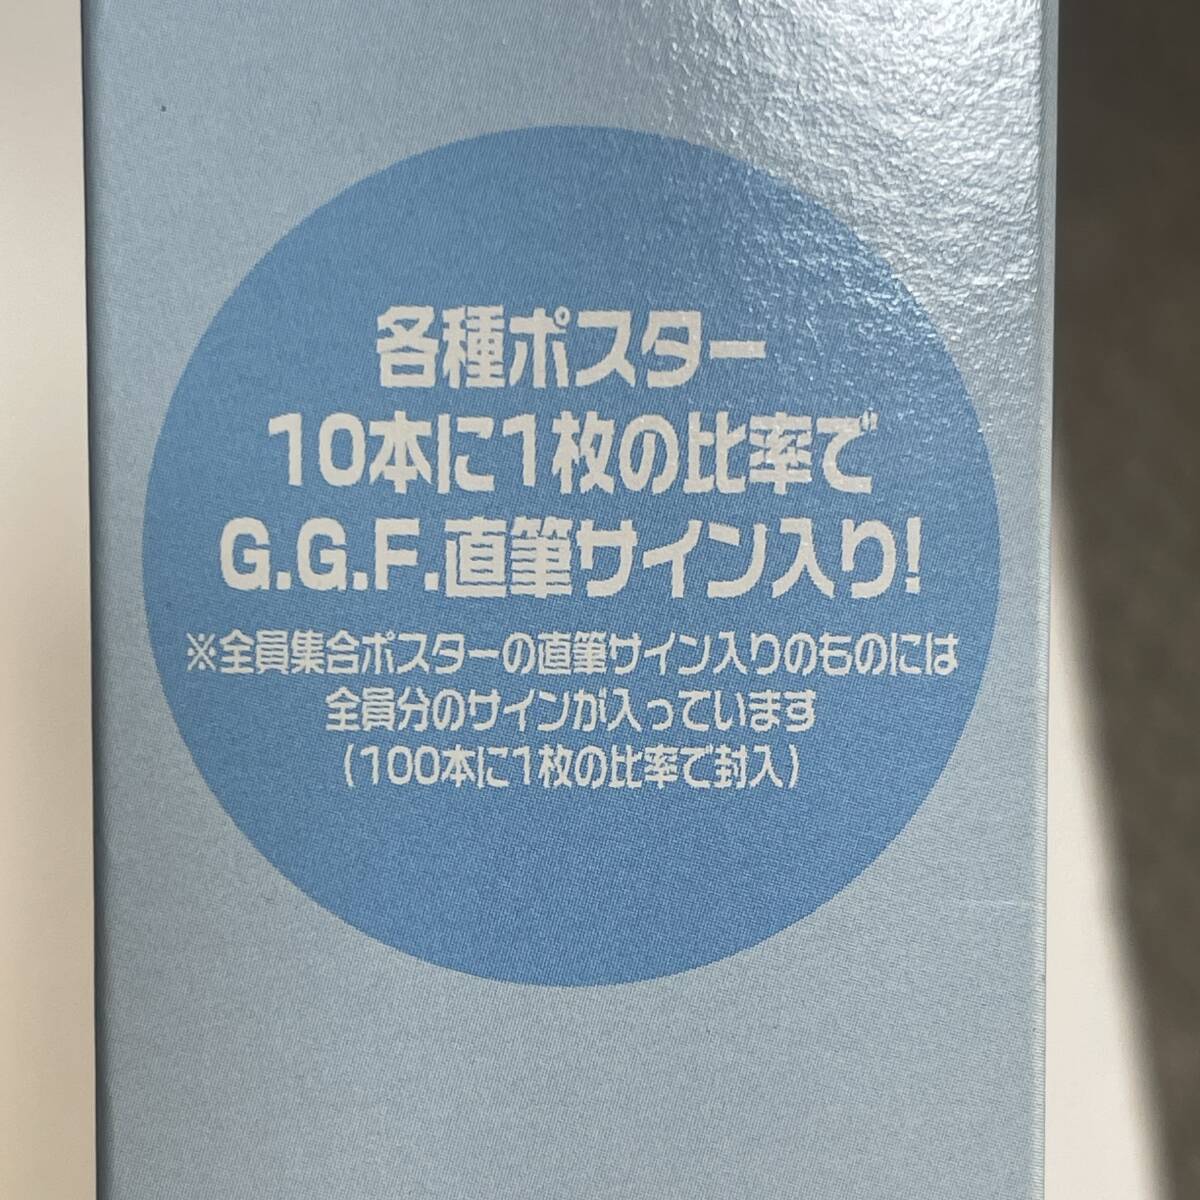 各種ポスター
10本に1枚の比率で
G.G.F.直筆サイン入り!
※全員集合ポスターの直筆サイン入りのものには
全員分のサインが入っています
(100本に1枚の比率で封入)